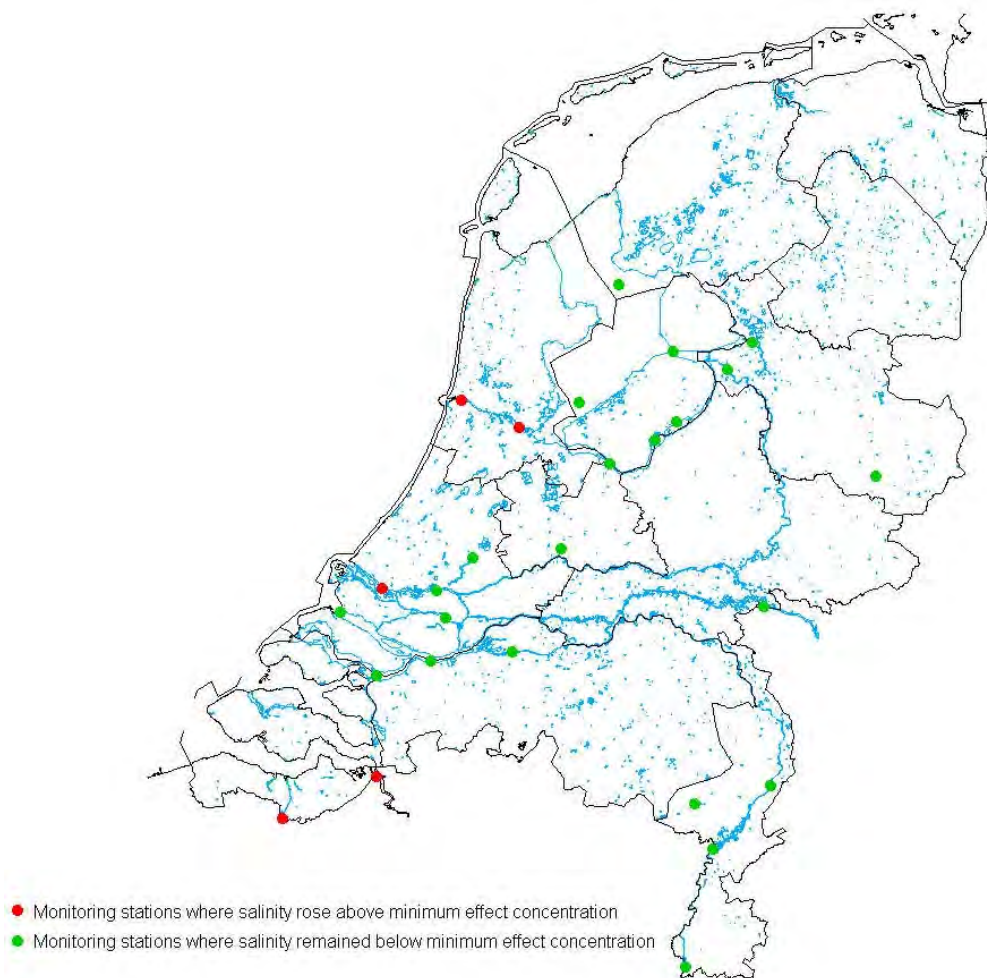 Monitoring stations where salinity rose above minimum effect concentration
Monitoring stations where salinity remained below minimum effect concentration